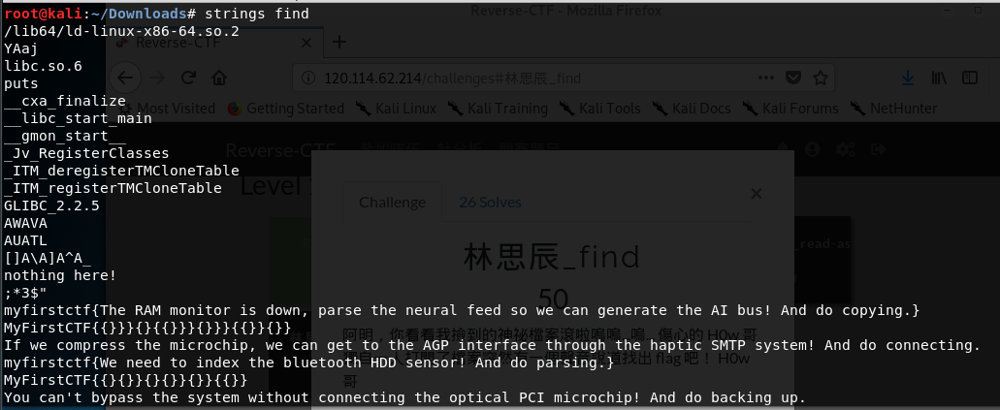 root@kali:~/Downloads# strings find
/lib64/ld-linux-x86-64.so.2
YAaj
libc.so.6
puts
__cxa_finalize
__libc_start_main
__gmon_start__
_Jv_RegisterClasses
_ITM_deregisterTMCloneTable
_ITM_registerTMCloneTable
GLIBC_2.2.5
AWAVA
AUATL
[]A\A]A^A_
nothing here!
;*3$"
myfirstctf{The RAM monitor is down, parse the neural feed so we can generate the AI bus! And do copying.}
MyFirstCTF{{}}}{}{{}}}{}}}{{}}{}}
If we compress the microchip, we can get to the AGP interface through the haptic SMTP system! And do connecting.
myfirstctf{We need to index the bluetooth HDD sensor! And do parsing.}
MyFirstCTF{{}{}}{}{}}{}}{{}}
You can't bypass the system without connecting the optical PCI microchip! And do backing up.
Reverse-CTF - Mozilla Firefox
Reverse-CTF
120.114.62.214/challenges#林思辰_find
Most Visited Getting Started Kali Linux Kali Training Kali Tools Kali Docs Kali Forums NetHunter
Reverse-CTF
Level
Challenge 26 Solves
_read-as
林思辰_find
50
阿明，你看看我撿到的神祕檔案滾啦嗚嗚, 嗚，傷心的 H0w 哥
找出 flag 吧！ H0w
哥